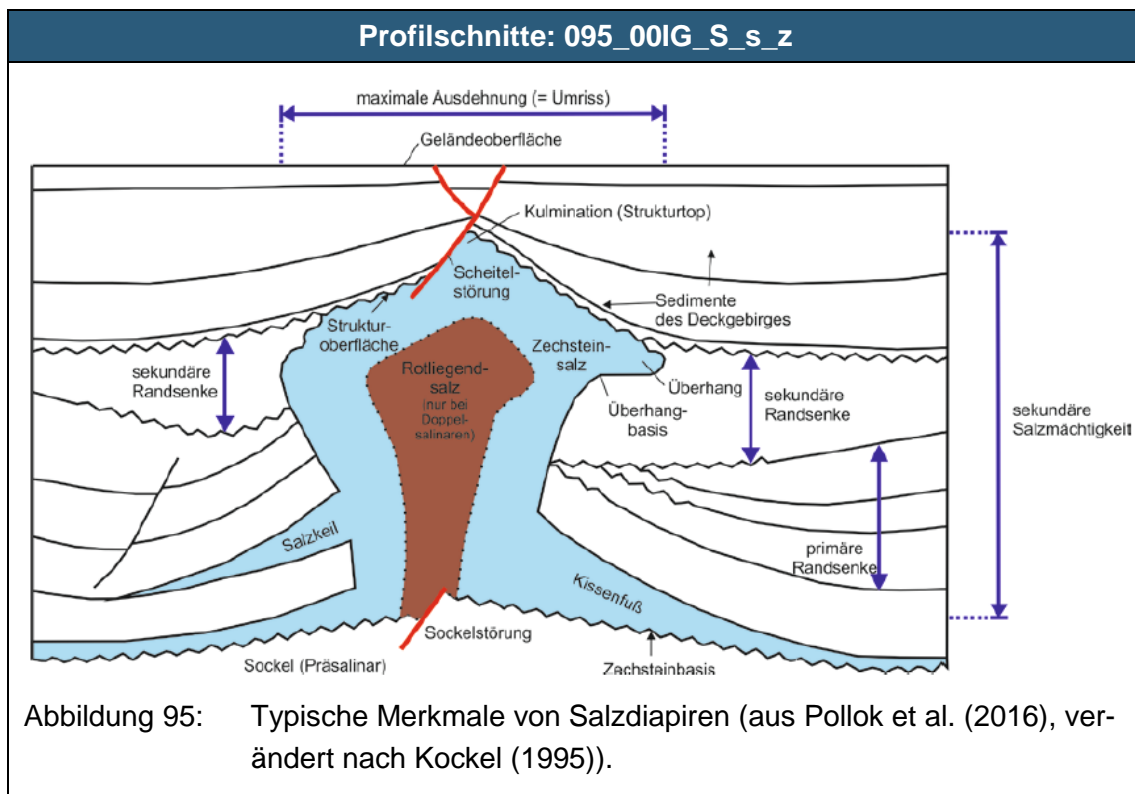 Profilschnitte: 095_00IG_S_s_z
maximale Ausdehnung (= Umriss)
Geländeoberfläche
Kulmination (Strukturtop)
Scheitel-
störung
Sedimente
des Deckgebirges
Struktur-
oberfläche
Zechstein-
salz
sekundäre
Randsenke
Rotliegend-
salz
(nur bei
Doppel-
salinaren)
Überhang
Überhang-
basis
sekundäre
Randsenke
sekundäre
Salzmächtigkeit
Salzkeil
primäre
Randsenke
Kissenfuß
Sockelstörung
Sockel (Präsalinar)
Zechsteinbasis
Abbildung 95: Typische Merkmale von Salzdiapiren (aus Pollok et al. (2016), ver-
ändert nach Kockel (1995)).